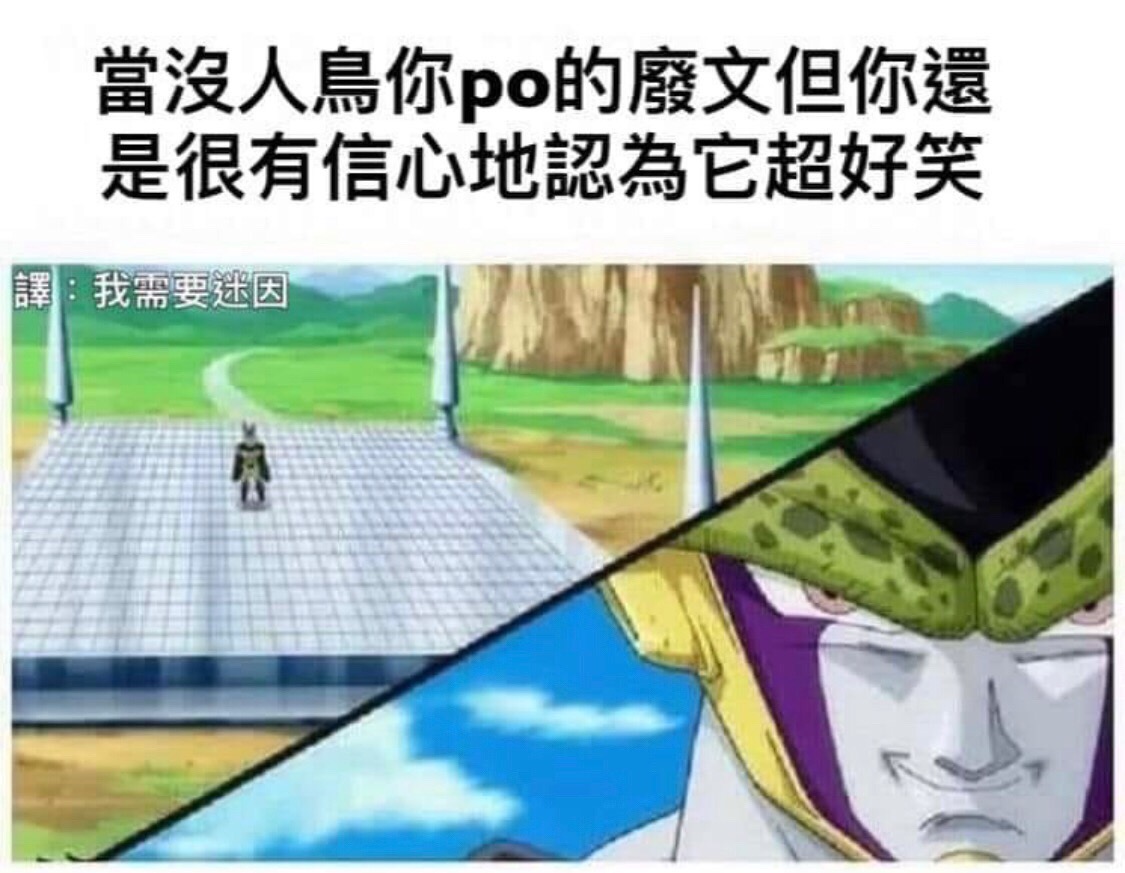 當沒人鳥你po的廢文但你還
是很有信心地認為它超好笑
譯：我需要迷因